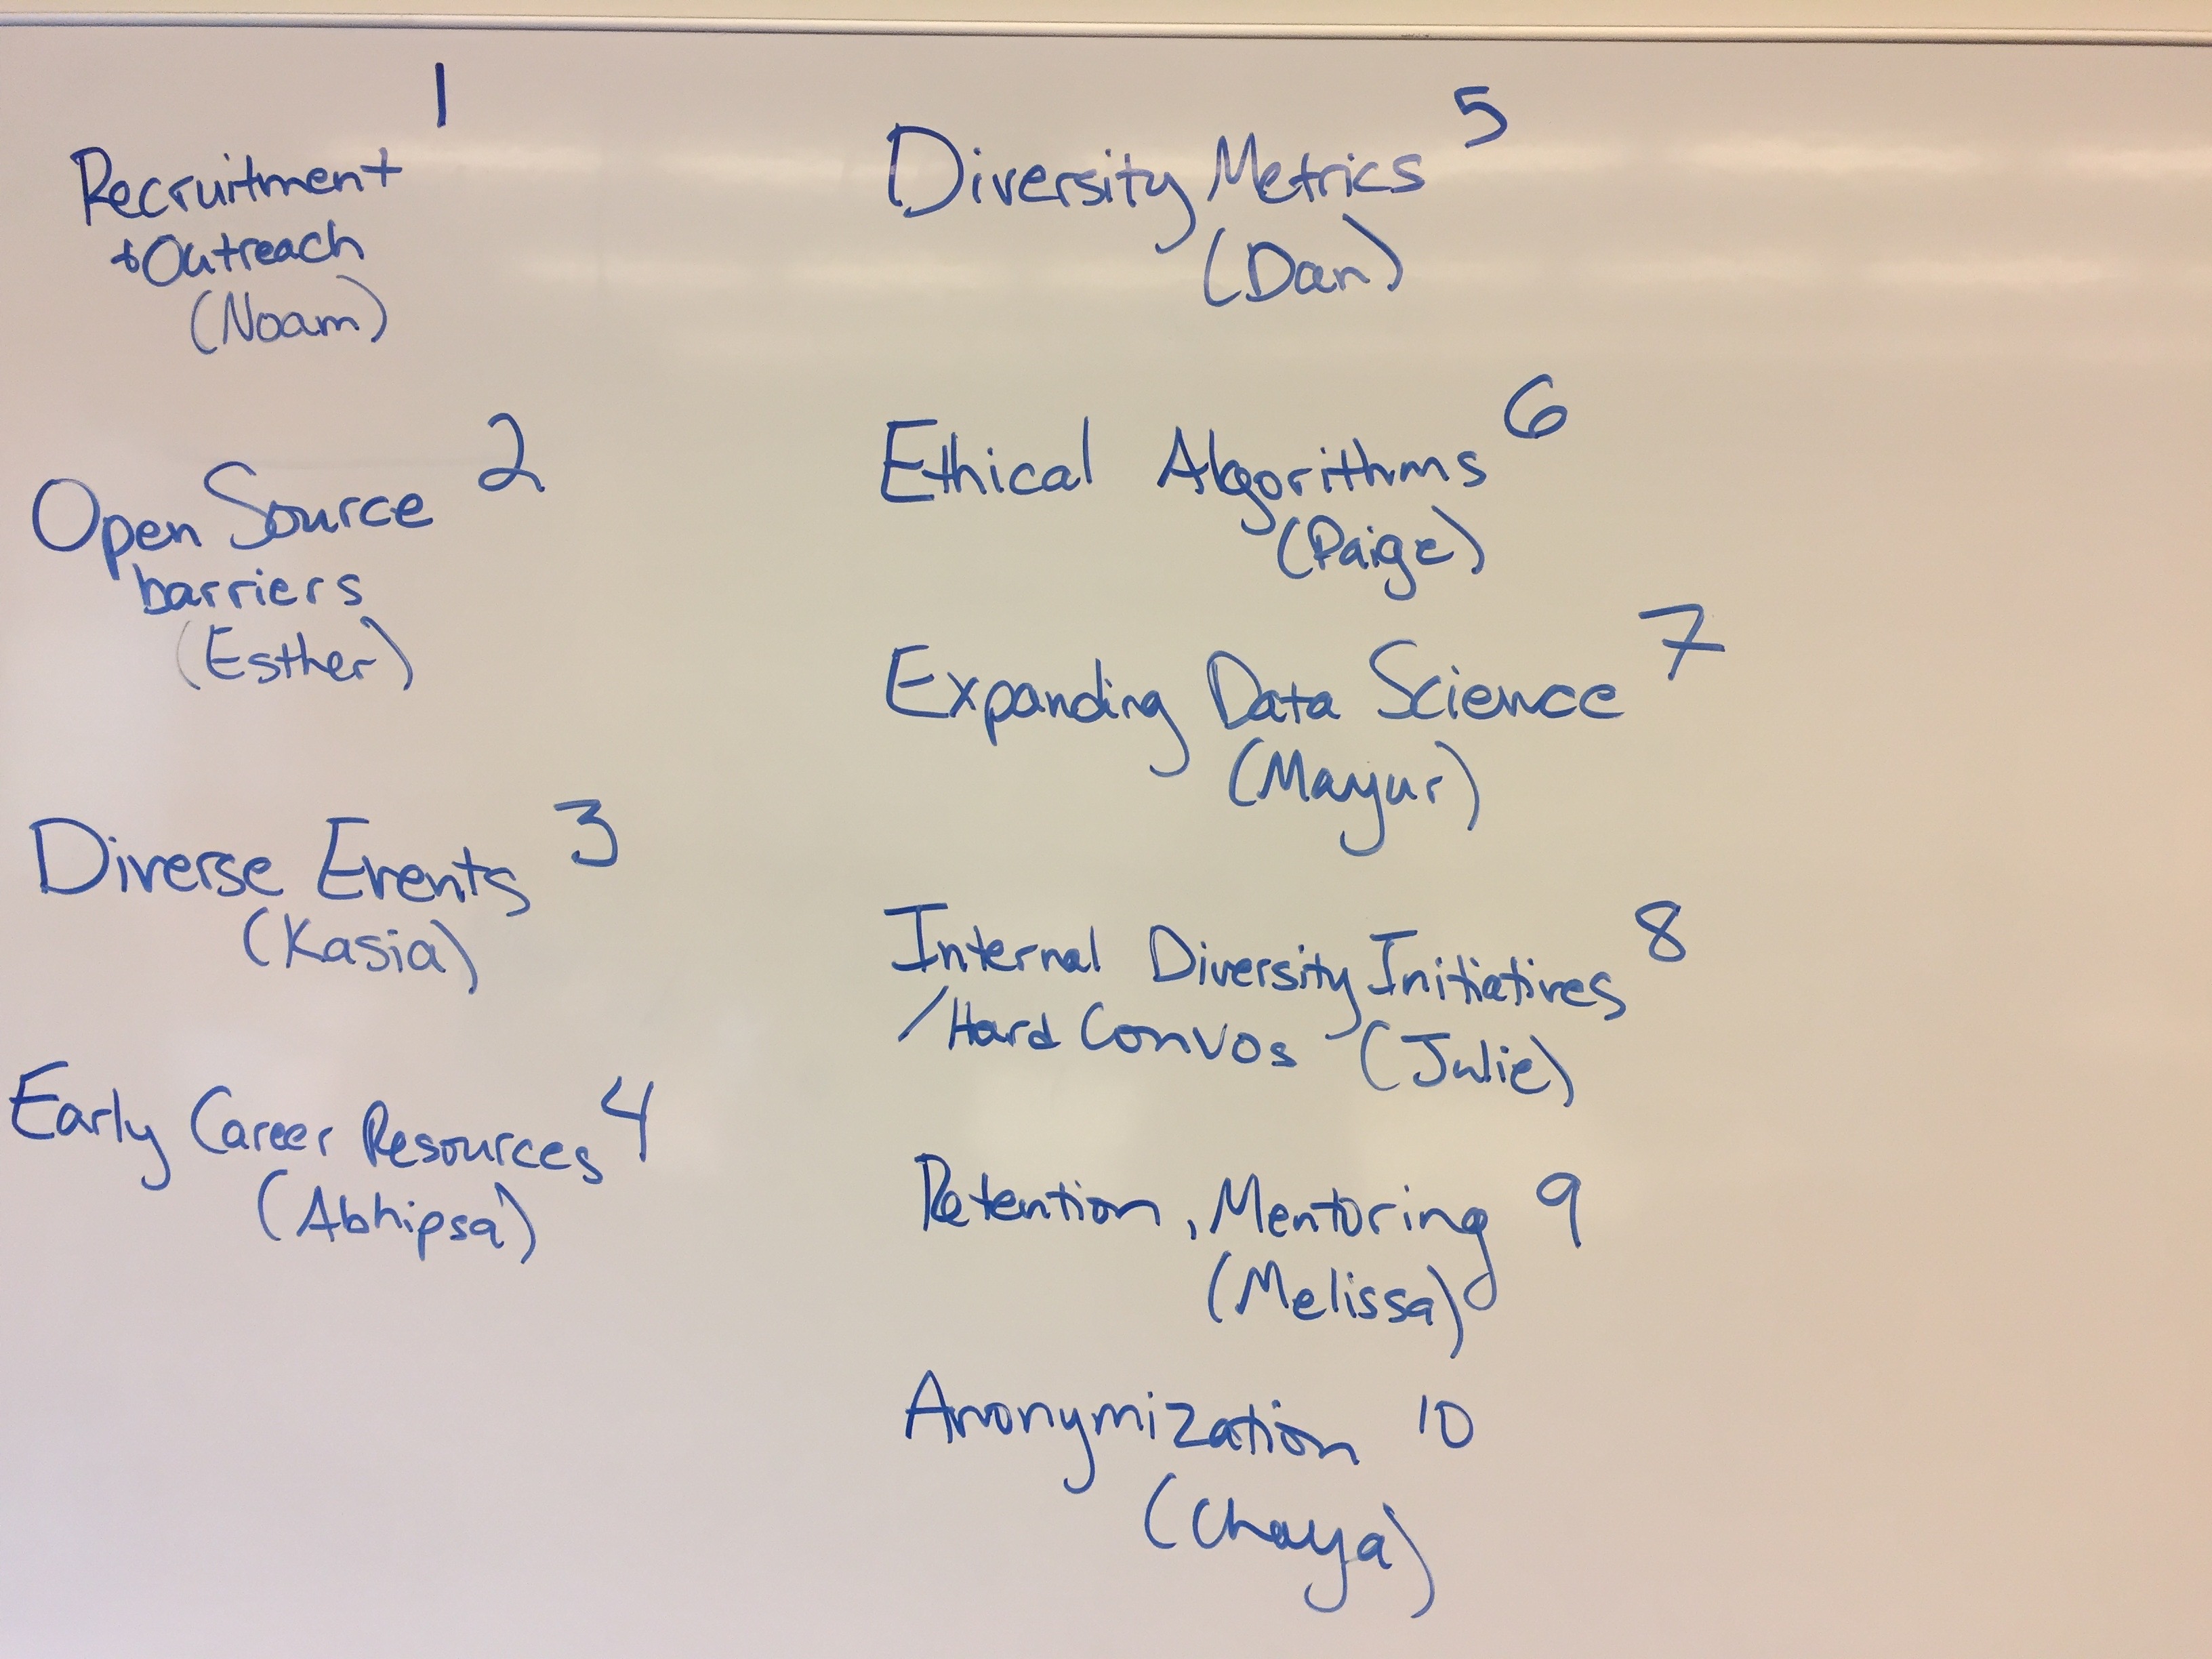 1
Recruitment
+ Outreach
(Noam)
2
Open Source
barriers
(Esther)
Diverse Events 3
(Kasia)
Early Career Resources 4
(Abhipsa)
Diversity Metrics 5
(Dan)
Ethical Algorithms 6
(Paige)
Expanding Data Science 7
(Mayur)
Internal Diversity Initiatives 8
/Hard Convos (Julie)
Retention, Mentoring 9
(Melissa)
Anonymization 10
(Chaya)